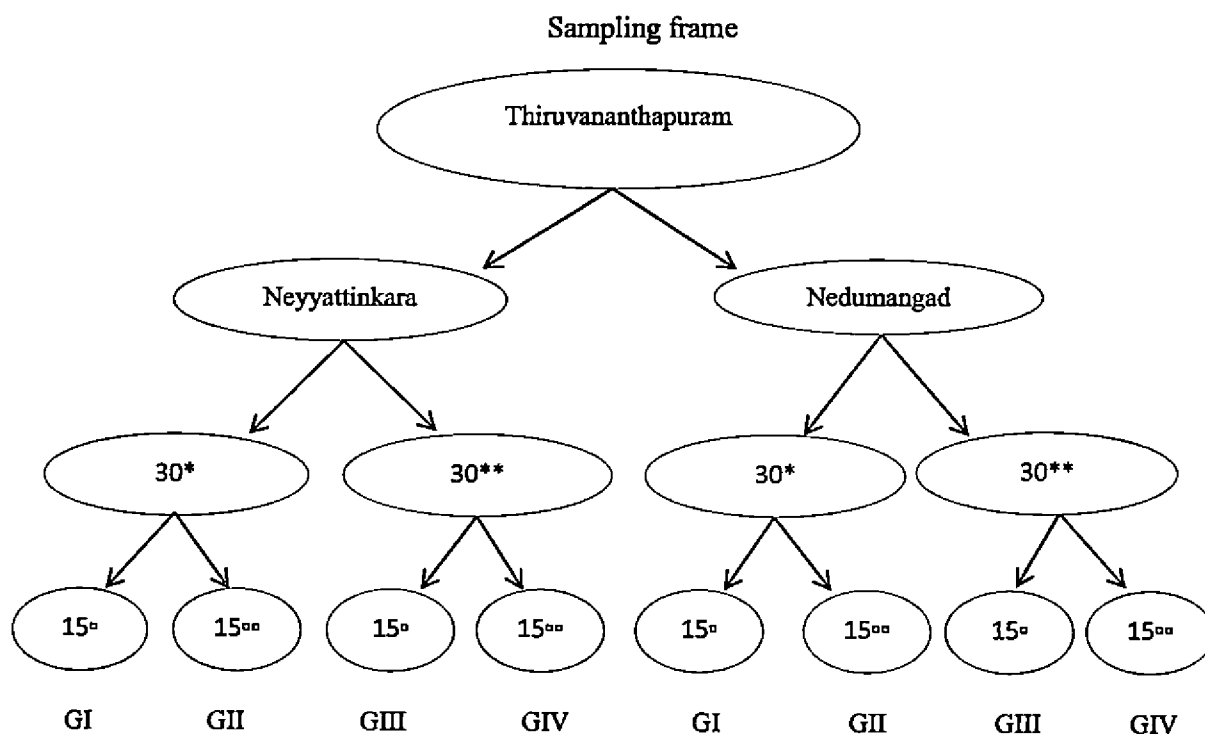 Sampling frame
Thiruvananthapuram
Neyyattinkara Nedumangad
30* 30** 30* 30**
15▫ 15▫▫ 15▫ 15▫▫ 15▫ 15▫▫ 15▫ 15▫▫
GI GII GIII GIV GI GII GIII GIV